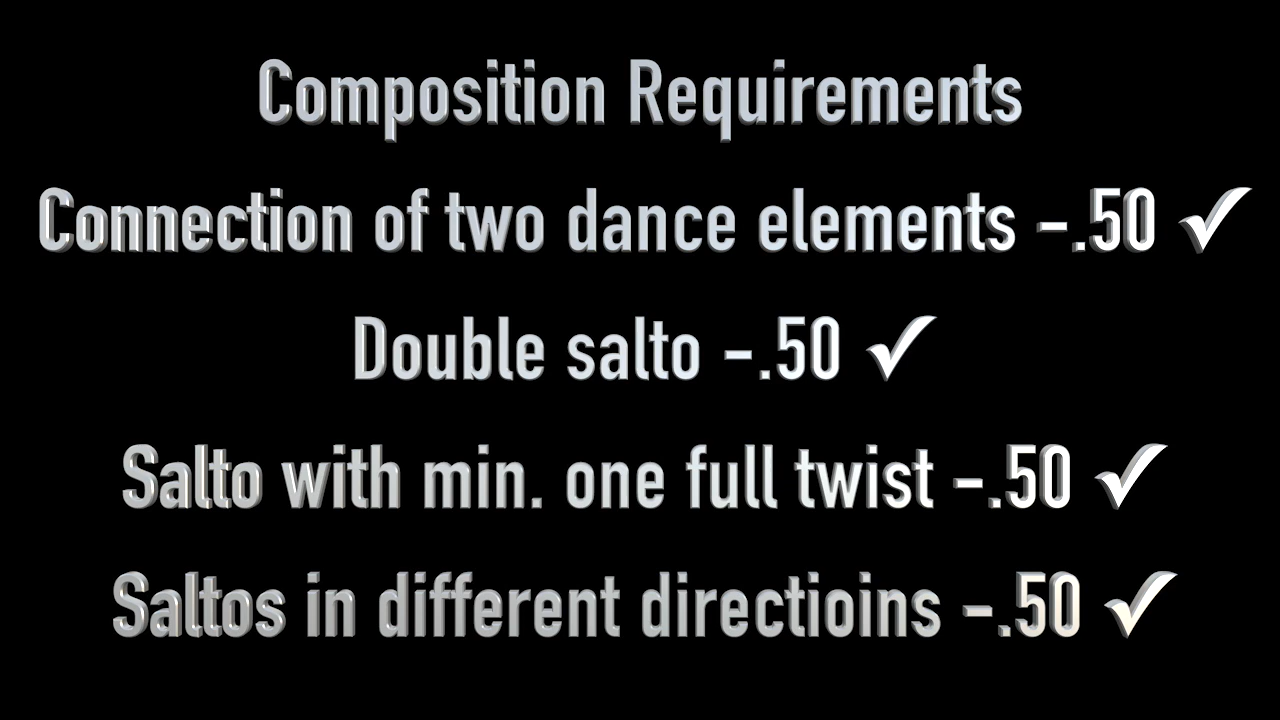 Composition Requirements
Connection of two dance elements -.50 ✓
Double salto -.50 ✓
Salto with min. one full twist -.50 ✓
Saltos in different directioins -.50 ✓